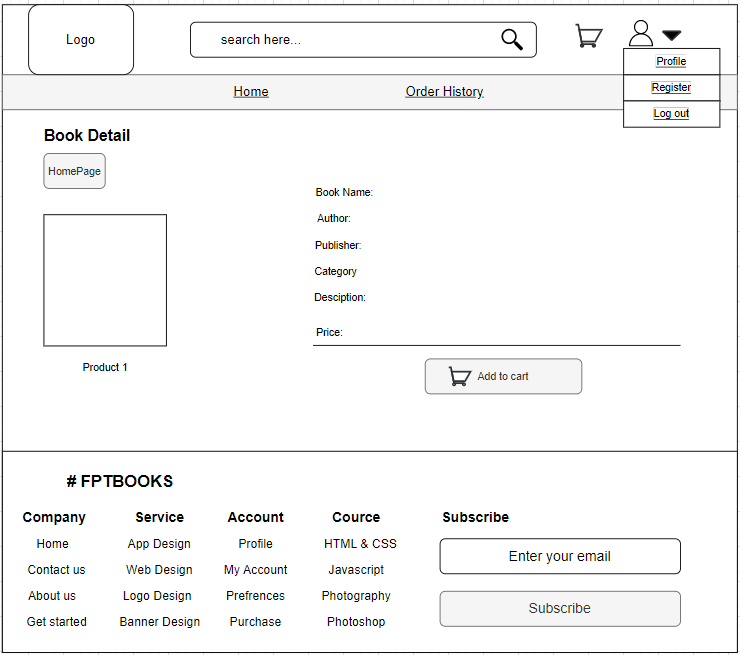 Logo
search here...
Profile
Home
Order History
Register
Log out
Book Detail
HomePage
Book Name:
Author:
Publisher:
Category
Desciption:
Price:
Product 1
Add to cart
# FPTBOOKS
Company Service Account Cource Subscribe
Home App Design Profile HTML & CSS
Enter your email
Contact us Web Design My Account Javascript
About us Logo Design Prefrences Photography
Subscribe
Get started Banner Design Purchase Photoshop